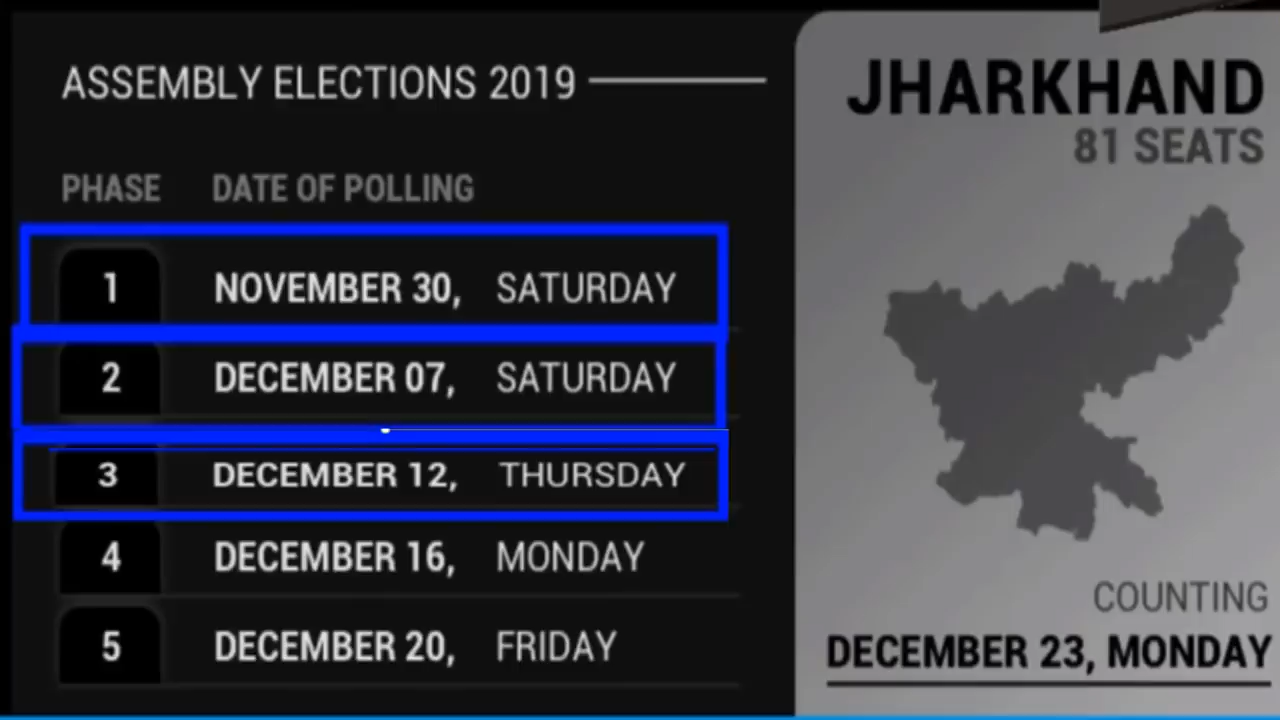 ASSEMBLY ELECTIONS 2019
PHASE DATE OF POLLING
1 NOVEMBER 30, SATURDAY
2 DECEMBER 07, SATURDAY
3 DECEMBER 12, THURSDAY
4 DECEMBER 16, MONDAY
5 DECEMBER 20, FRIDAY
JHARKHAND
81 SEATS
COUNTING
DECEMBER 23, MONDAY